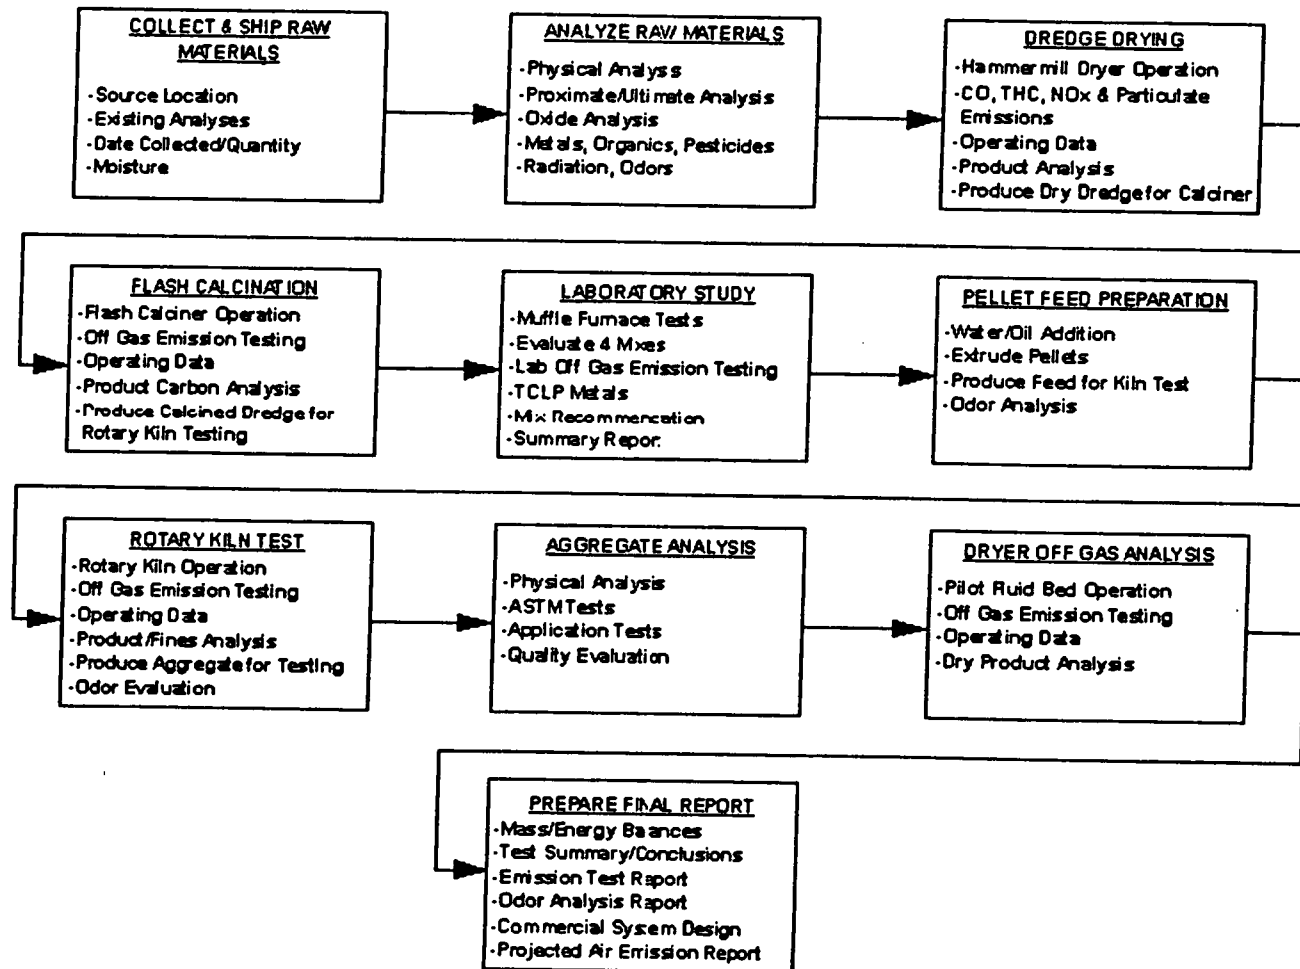 COLLECT & SHIP RAW
MATERIALS
-Source Location
-Existing Analyses
-Date Collected/Quantity
-Moisture
ANALYZE RAW MATERIALS
-Physical Analysis
-Proximate/Ultimate Analysis
-Oxide Analysis
-Metals, Organics, Pesticides
-Radiation, Odors
DREDGE DRYING
-Hammermill Dryer Operation
-CO, THC, NOx & Particulate
Emissions
-Operating Data
-Product Analysis
-Produce Dry Dredge for Calciner
FLASH CALCINATION
-Flash Calciner Operation
-Off Gas Emission Testing
-Operating Data
-Product Carbon Analysis
-Produce Calcined Dredge for
Rotary Kiln Testing
LABORATORY STUDY
-Muffle Furnace Tests
-Evaluate 4 Mixes
-Lab Off Gas Emission Testing
-TCLP Metals
-Mix Recommendation
-Summary Report
PELLET FEED PREPARATION
-Water/Oil Addition
-Extrude Pellets
-Produce Feed for Kiln Test
-Odor Analysis
ROTARY KILN TEST
-Rotary Kiln Operation
-Off Gas Emission Testing
-Operating Data
-Product/Fines Analysis
-Produce Aggregate for Testing
-Odor Evaluation
AGGREGATE ANALYSIS
-Physical Analysis
-ASTM Tests
-Application Tests
-Quality Evaluation
DRYER OFF GAS ANALYSIS
-Pilot Fluid Bed Operation
-Off Gas Emission Testing
-Operating Data
-Dry Product Analysis
PREPARE FINAL REPORT
-Mass/Energy Balances
-Test Summary/Conclusions
-Emission Test Report
-Odor Analysis Report
-Commercial System Design
-Projected Air Emission Report